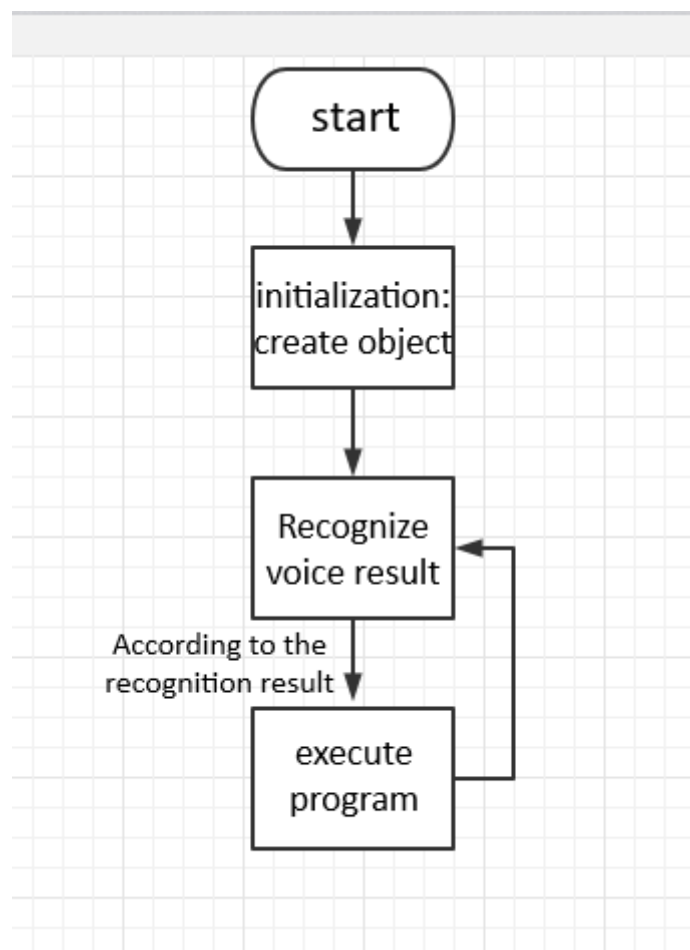 start
initialization:
create object
Recognize
voice result
According to the
recognition result
execute
program